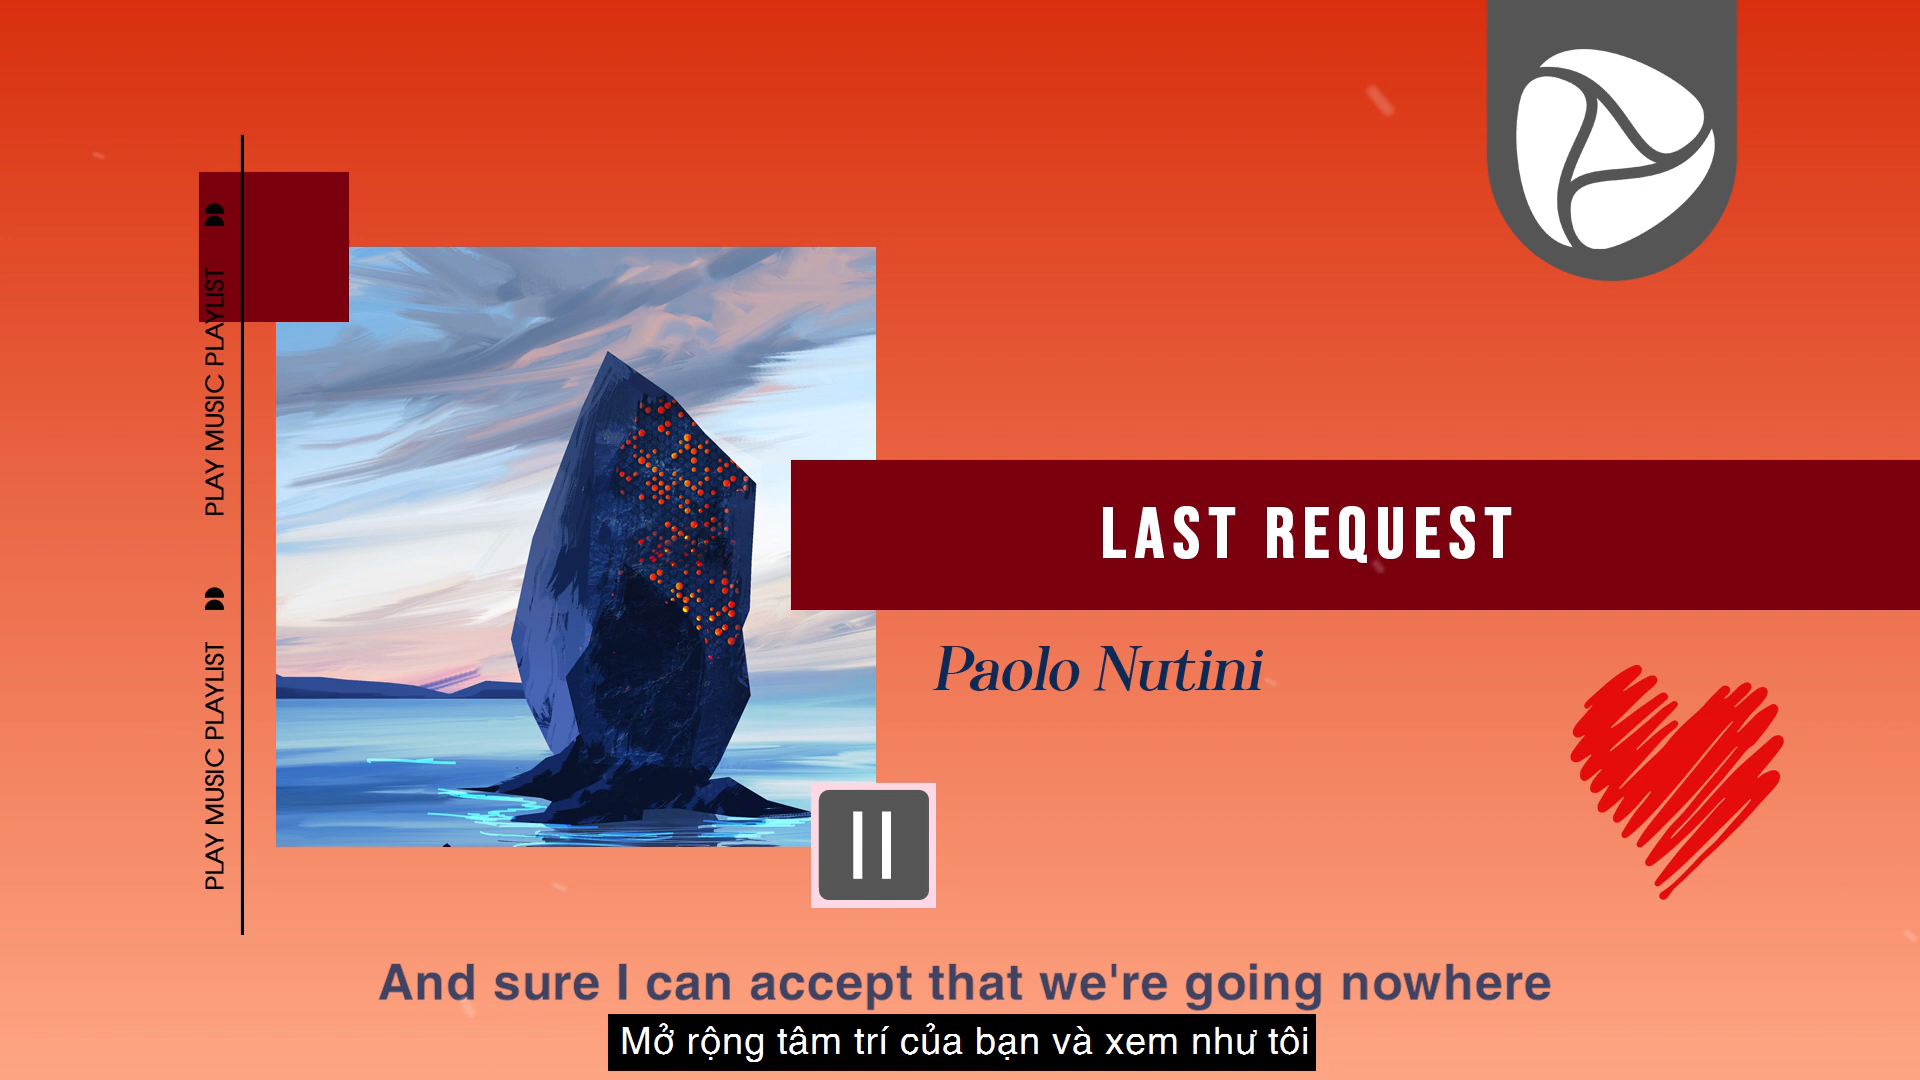 PLAY MUSIC PLAYLIST
PLAY MUSIC PLAYLIST
LAST REQUEST
Paolo Nutini
And sure I can accept that we're going nowhere
Mở rộng tâm trí của bạn và xem như tôi